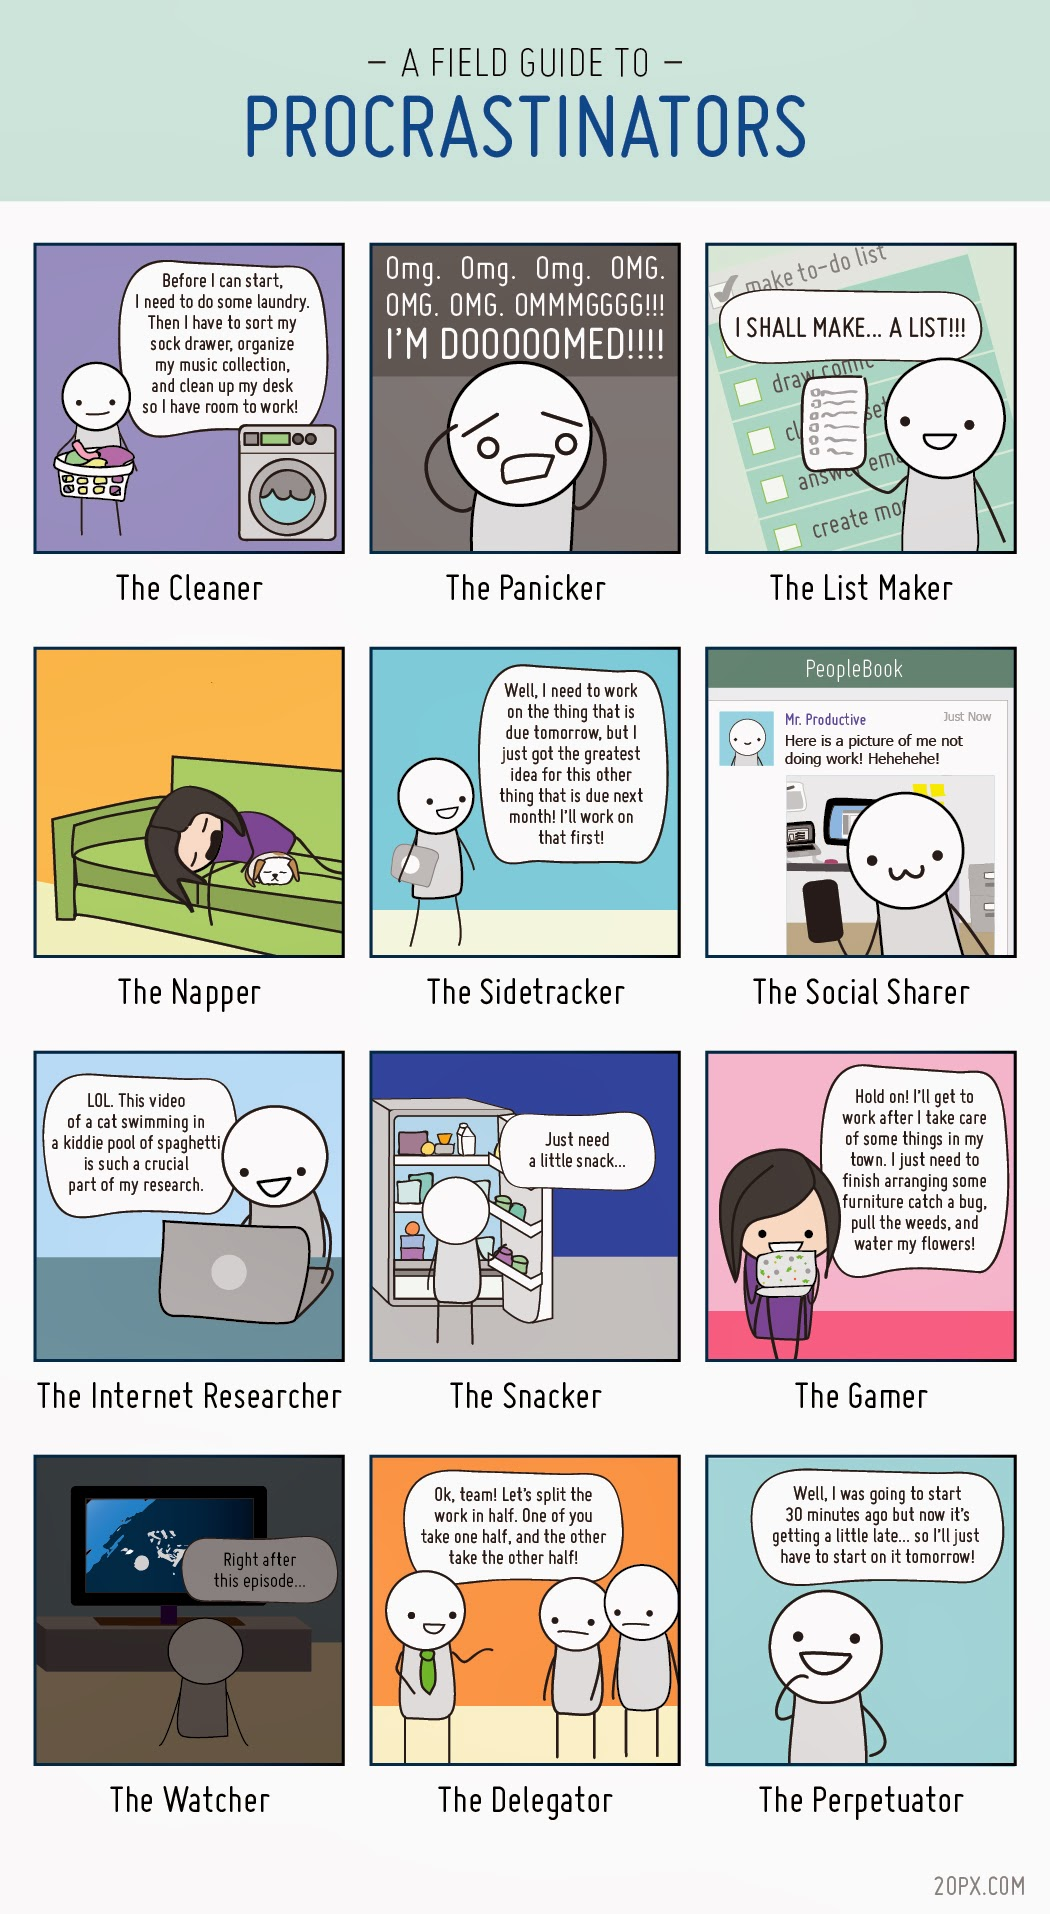 – A FIELD GUIDE TO –
PROCRASTINATORS
Before I can start,
I need to do some laundry.
Then I have to sort my
sock drawer, organize
my music collection,
and clean up my desk
so I have room to work!
The Cleaner
Omg. Omg. Omg. OMG.
OMG. OMG. OMMMGGGG!!!
I'M DOOOOOMED!!!!
The Panicker
make to-do list
I SHALL MAKE... A LIST!!!
draw comic
cl
set
answer ema
create mo
The List Maker
The Napper
Well, I need to work
on the thing that is
due tomorrow, but I
just got the greatest
idea for this other
thing that is due next
month! I'll work on
that first!
The Sidetracker
PeopleBook
Mr. Productive
Just Now
Here is a picture of me not
doing work! Hehehehe!
The Social Sharer
LOL. This video
of a cat swimming in
a kiddie pool of spaghetti
is such a crucial
part of my research.
The Internet Researcher
Just need
a little snack...
The Snacker
Hold on! I'll get to
work after I take care
of some things in my
town. I just need to
finish arranging some
furniture catch a bug,
pull the weeds, and
water my flowers!
The Gamer
Right after
this episode...
The Watcher
Ok, team! Let's split the
work in half. One of you
take one half, and the other
take the other half!
The Delegator
Well, I was going to start
30 minutes ago but now it's
getting a little late... so I'll just
have to start on it tomorrow!
The Perpetuator
20PX.COM